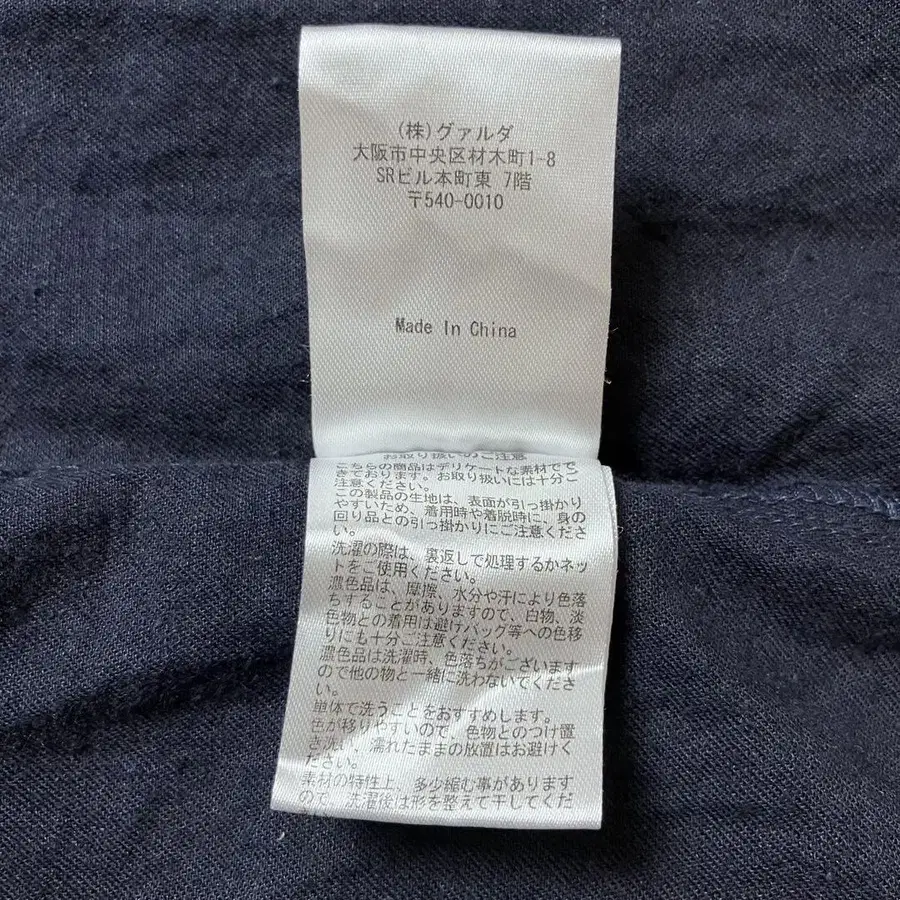 (株)グァルダ
大阪市中央区材木町1-8
SRビル本町東 7階
〒540-0010
Made In China
お取り扱いのご注意
こちらの商品はデリケートな素材でで
きております。お取り扱いには十分ご
注意ください。
この製品の生地は、表面が引っ掛かり
やすいため、着用時や着脱時に、身の
回り品との引っ掛かりにご注意くださ
い。
洗濯の際は、裏返しで処理するかネッ
トをご使用ください。
濃色品は、摩擦、水分や汗により色落
ちすることがありますので、白物、淡
色物との着用は避けバッグ等への色移
りにも十分ご注意ください。
濃色品は洗濯時、色落ちがございます
ので他の物と一緒に洗わないでくださ
い。
単体で洗うことをおすすめします。
色が移りやすいので、色物とのつけ置
き洗い、濡れたままの放置はお避けく
ださい。
素材の特性上、多少縮む事があります
ので、洗濯後は形を整えて干してくだ